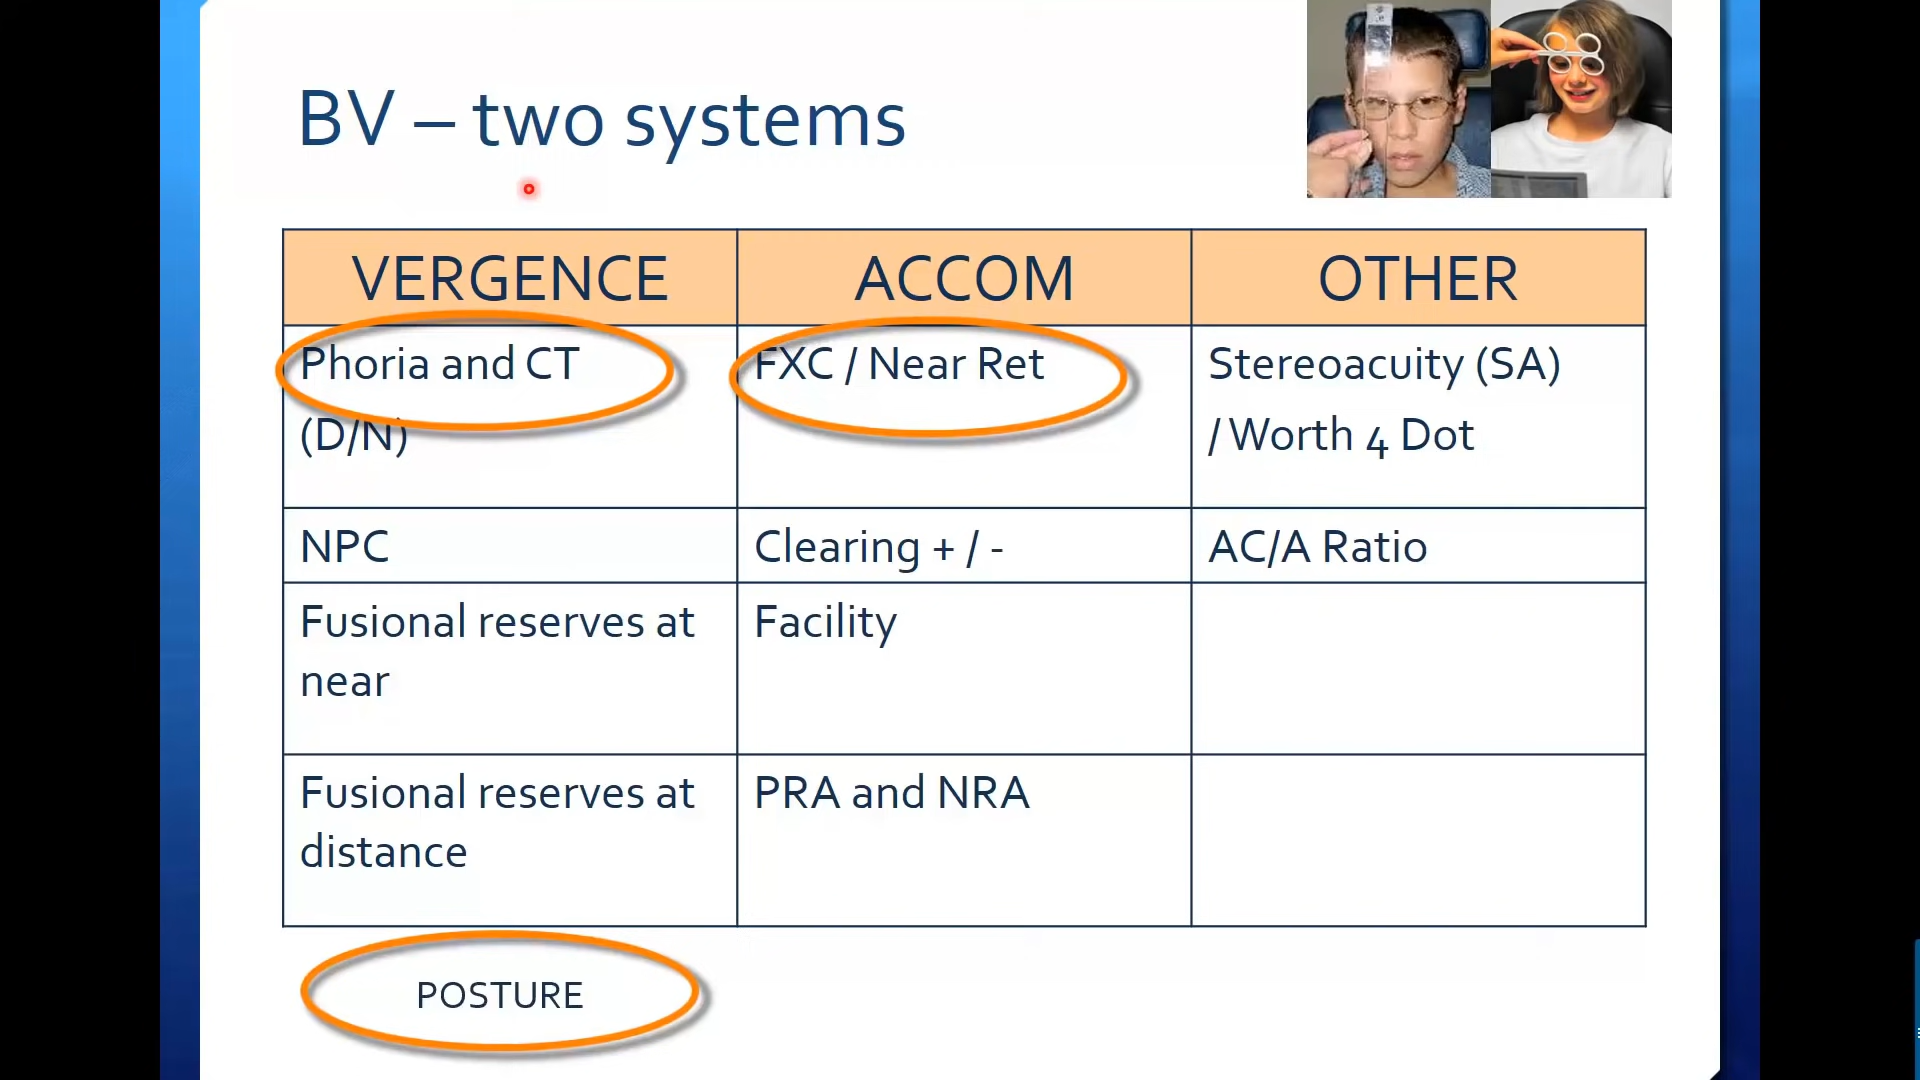 BV – two systems
VERGENCE
ACCOM
OTHER
Phoria and CT
(D/N)
FXC / Near Ret
Stereoacuity (SA)
/ Worth 4 Dot
NPC
Clearing + / -
AC/A Ratio
Fusional reserves at
near
Facility
Fusional reserves at
distance
PRA and NRA
POSTURE